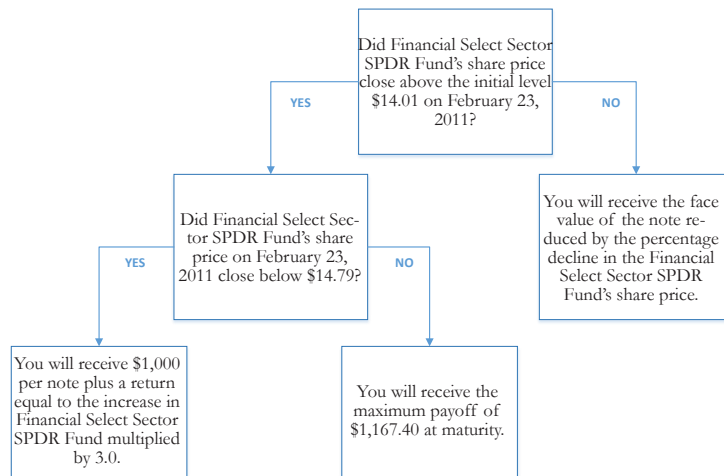 Did Financial Select Sector
SPDR Fund's share price
close above the initial level
$14.01 on February 23,
2011?
YES
NO
Did Financial Select Sec-
tor SPDR Fund's share
price on February 23,
2011 close below $14.79?
You will receive the face
value of the note re-
duced by the percentage
decline in the Financial
Select Sector SPDR
Fund's share price.
YES
NO
You will receive $1,000
per note plus a return
equal to the increase in
Financial Select Sector
SPDR Fund multiplied
by 3.0.
You will receive the
maximum payoff of
$1,167.40 at maturity.